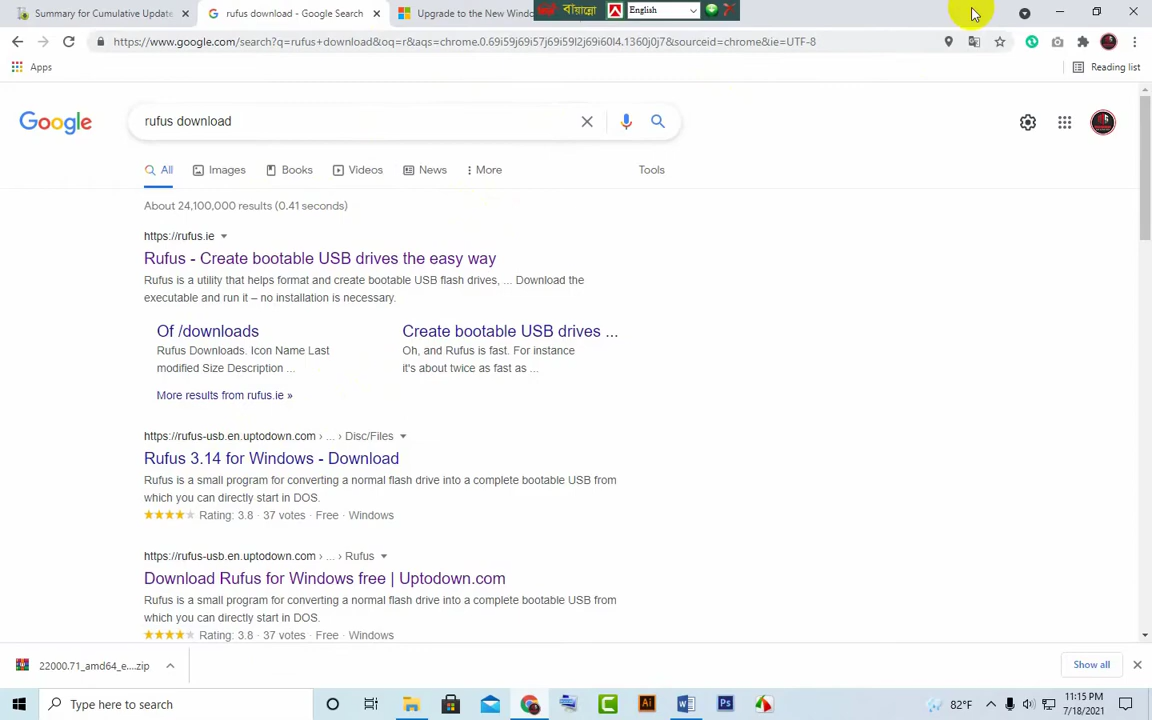 Summary for Cumulative Update
rufus download - Google Search
Upgrade to the New Windo
English
https://www.google.com/search?q=rufus+download&oq=r&aqs=chrome.0.69i59j69i57j69i59l2j69i60l4.1360j0j7&sourceid=chrome&ie=UTF-8
Apps
Reading list
Google
rufus download
All
Images
Books
Videos
News
More
Tools
About 24,100,000 results (0.41 seconds)
https://rufus.ie
Rufus - Create bootable USB drives the easy way
Rufus is a utility that helps format and create bootable USB flash drives, ... Download the
executable and run it – no installation is necessary.
Of /downloads
Rufus Downloads. Icon Name Last
modified Size Description ...
Create bootable USB drives ...
Oh, and Rufus is fast. For instance
it's about twice as fast as ...
More results from rufus.ie »
https://rufus-usb.en.uptodown.com › ... › Disc/Files
Rufus 3.14 for Windows - Download
Rufus is a small program for converting a normal flash drive into a complete bootable USB from
which you can directly start in DOS.
Rating: 3.8 · 37 votes · Free · Windows
https://rufus-usb.en.uptodown.com › ... › Rufus
Download Rufus for Windows free | Uptodown.com
Rufus is a small program for converting a normal flash drive into a complete bootable USB from
which you can directly start in DOS.
Rating: 3.8 · 37 votes · Free · Windows
22000.71_amd64_e....zip
Show all
Type here to search
Ai
Ps
82°F
11:15 PM
7/18/2021